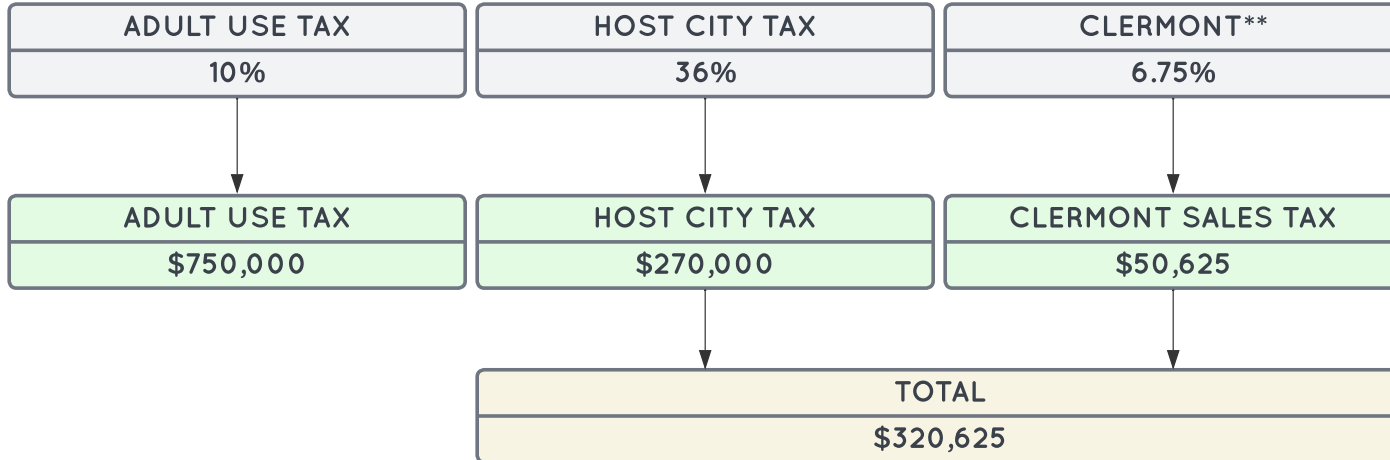 ADULT USE TAX
10%
HOST CITY TAX
36%
CLERMONT**
6.75%
ADULT USE TAX
$750,000
HOST CITY TAX
$270,000
CLERMONT SALES TAX
$50,625
TOTAL
$320,625